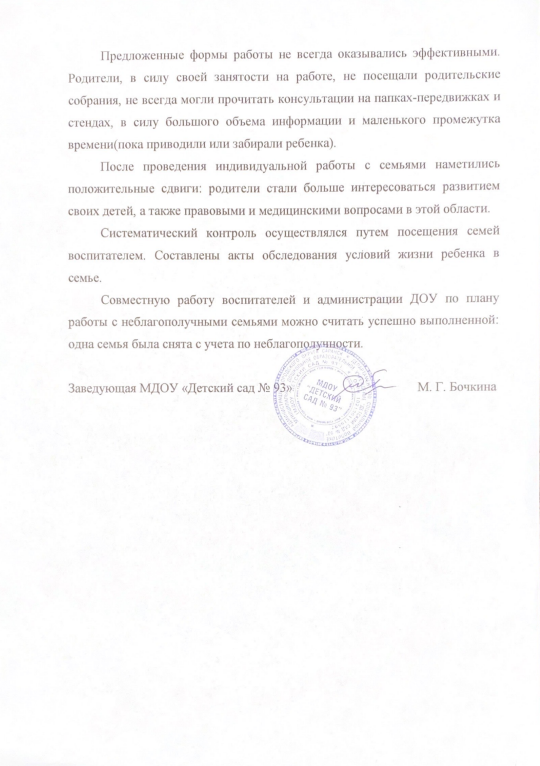 Предложенные формы работы не всегда оказывались эффективными.
Родители, в силу своей занятости на работе, не посещали родительские
собрания, не всегда могли прочитать консультации на папках-передвижках и
стендах, в силу большого объема информации и маленького промежутка
времени(пока приводили или забирали ребенка).
После проведения индивидуальной работы с семьями наметились
положительные сдвиги: родители стали больше интересоваться развитием
своих детей, а также правовыми и медицинскими вопросами в этой области.
Систематический контроль осуществлялся путем посещения семей
воспитателем. Составлены акты обследования условий жизни ребенка в
семье.
Совместную работу воспитателей и администрации ДОУ по плану
работы с неблагополучными семьями можно считать успешно выполненной:
одна семья была снята с учета по неблагополучности.
Заведующая МДОУ «Детский сад № 93» М. Г. Бочкина
МДОУ
"ДЕТСКИЙ
САД № 93"